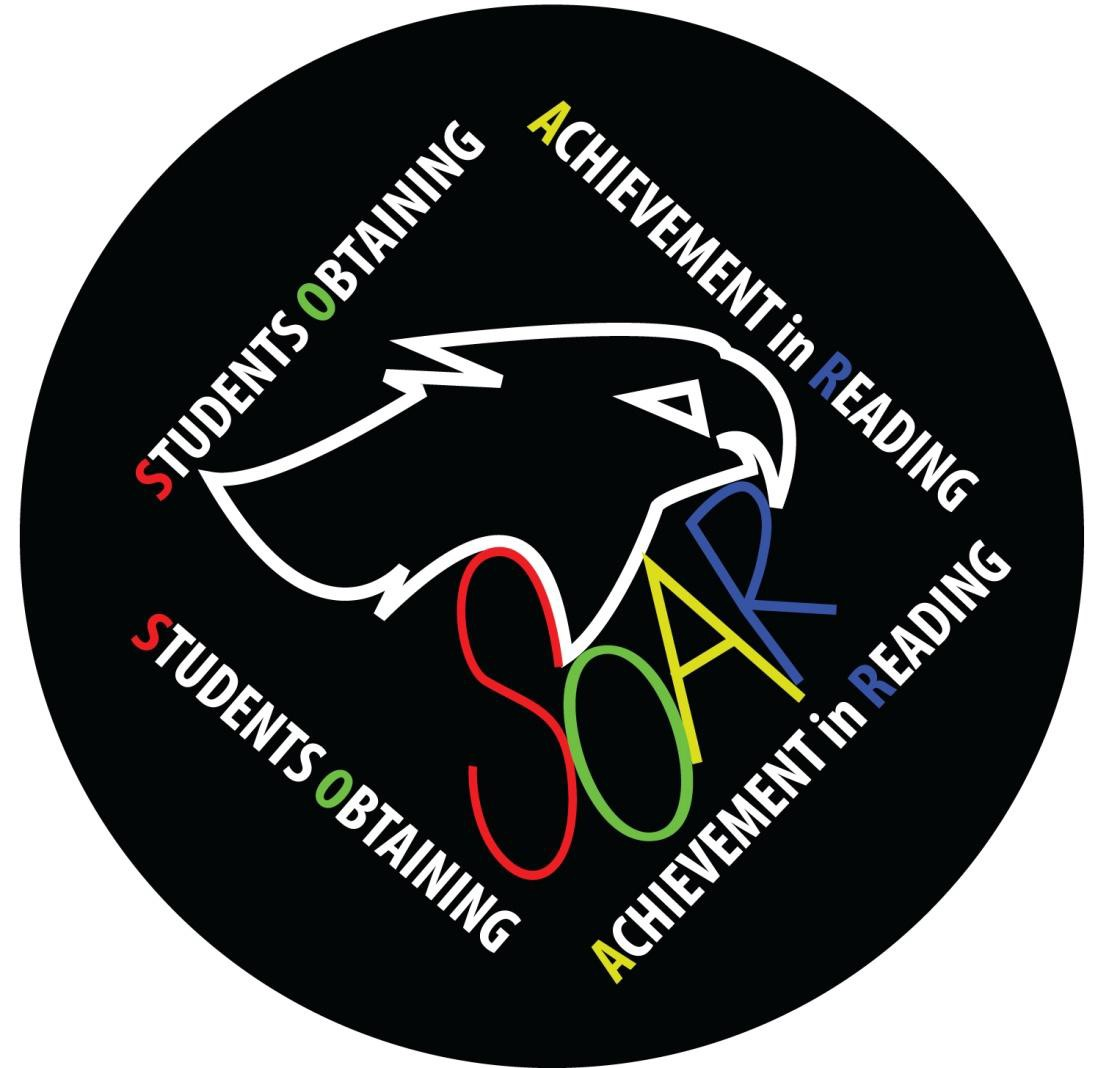 STUDENTS OBTAINING
ACHIEVEMENT in READING
SOAR
STUDENTS OBTAINING
ACHIEVEMENT in READING